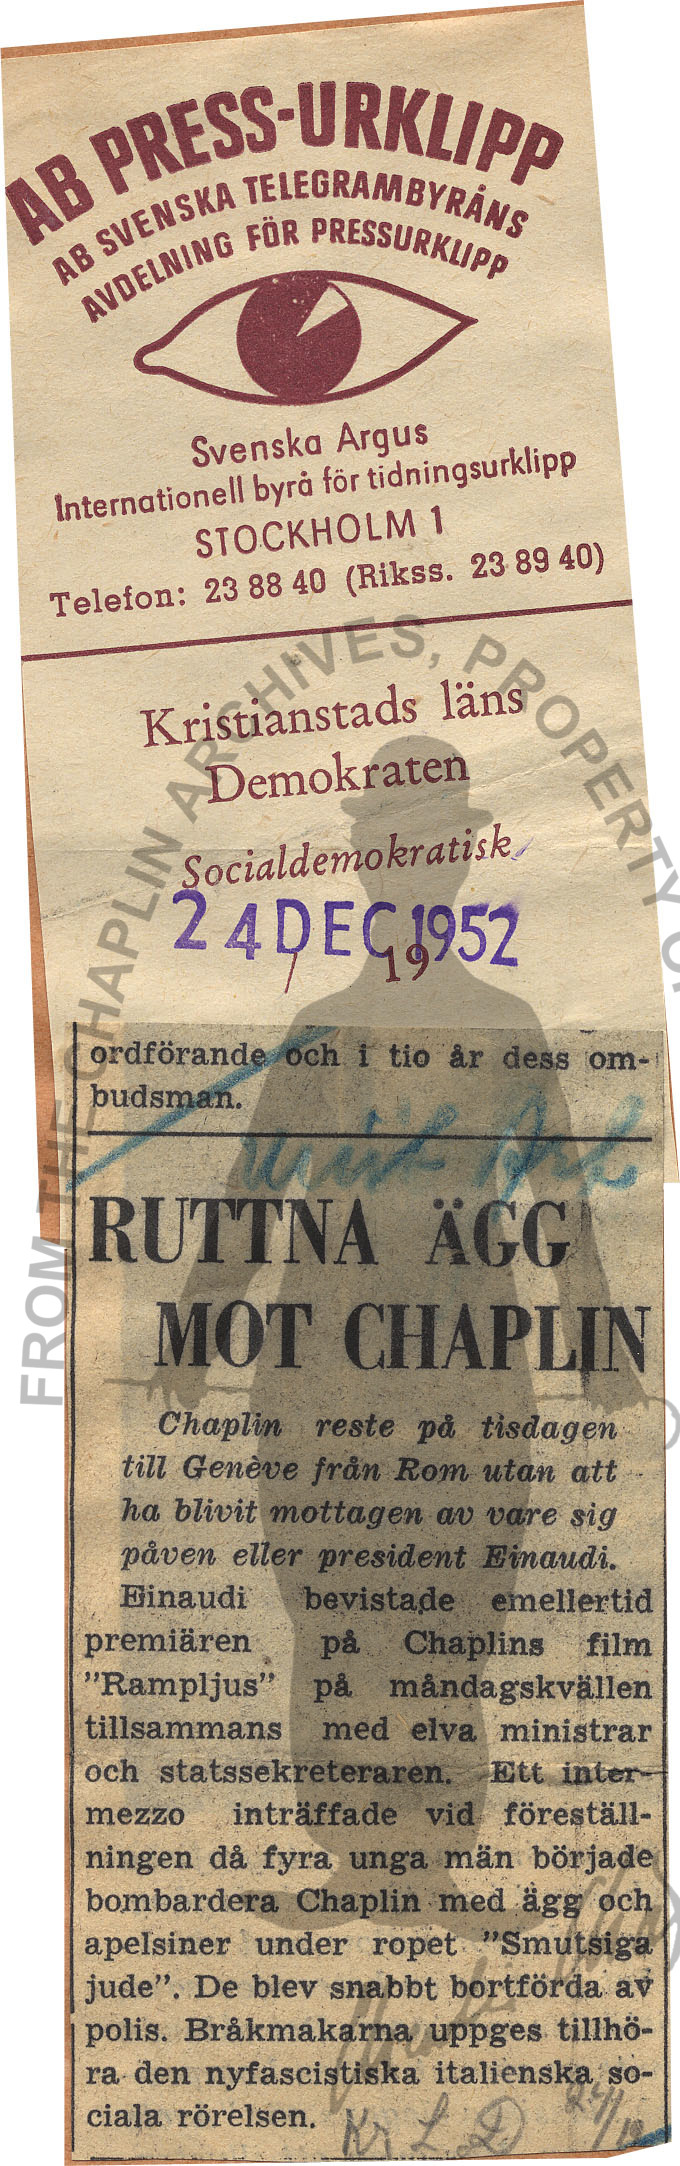 AB PRESS-URKLIPP
AB SVENSKA TELEGRAMBYRÅNS
AVDELNING FÖR PRESSURKLIPP
Svenska Argus
Internationell byrå för tidningsurklipp
STOCKHOLM 1
Telefon: 23 88 40 (Rikss. 23 89 40)
Kristianstads läns
Demokraten
Socialdemokratisk
24 DEC 1952
/ 19
FROM THE CHAPLIN ARCHIVES, PROPERTY
ordförande och i tio år dess om-
budsman.
RUTTNA ÄGG
MOT CHAPLIN
Chaplin reste på tisdagen
till Genève från Rom utan att
ha blivit mottagen av vare sig
påven eller president Einaudi.
Einaudi bevistade emellertid
premiären på Chaplins film
"Rampljus" på måndagskvällen
tillsammans med elva ministrar
och statssekreteraren. Ett inter-
mezzo inträffade vid föreställ-
ningen då fyra unga män började
bombardera Chaplin med ägg och
apelsiner under ropet "Smutsiga
jude". De blev snabbt bortförda av
polis. Bråkmakarna uppges tillhö-
ra den nyfascistiska italienska so-
ciala rörelsen.
Kr L D 24/12